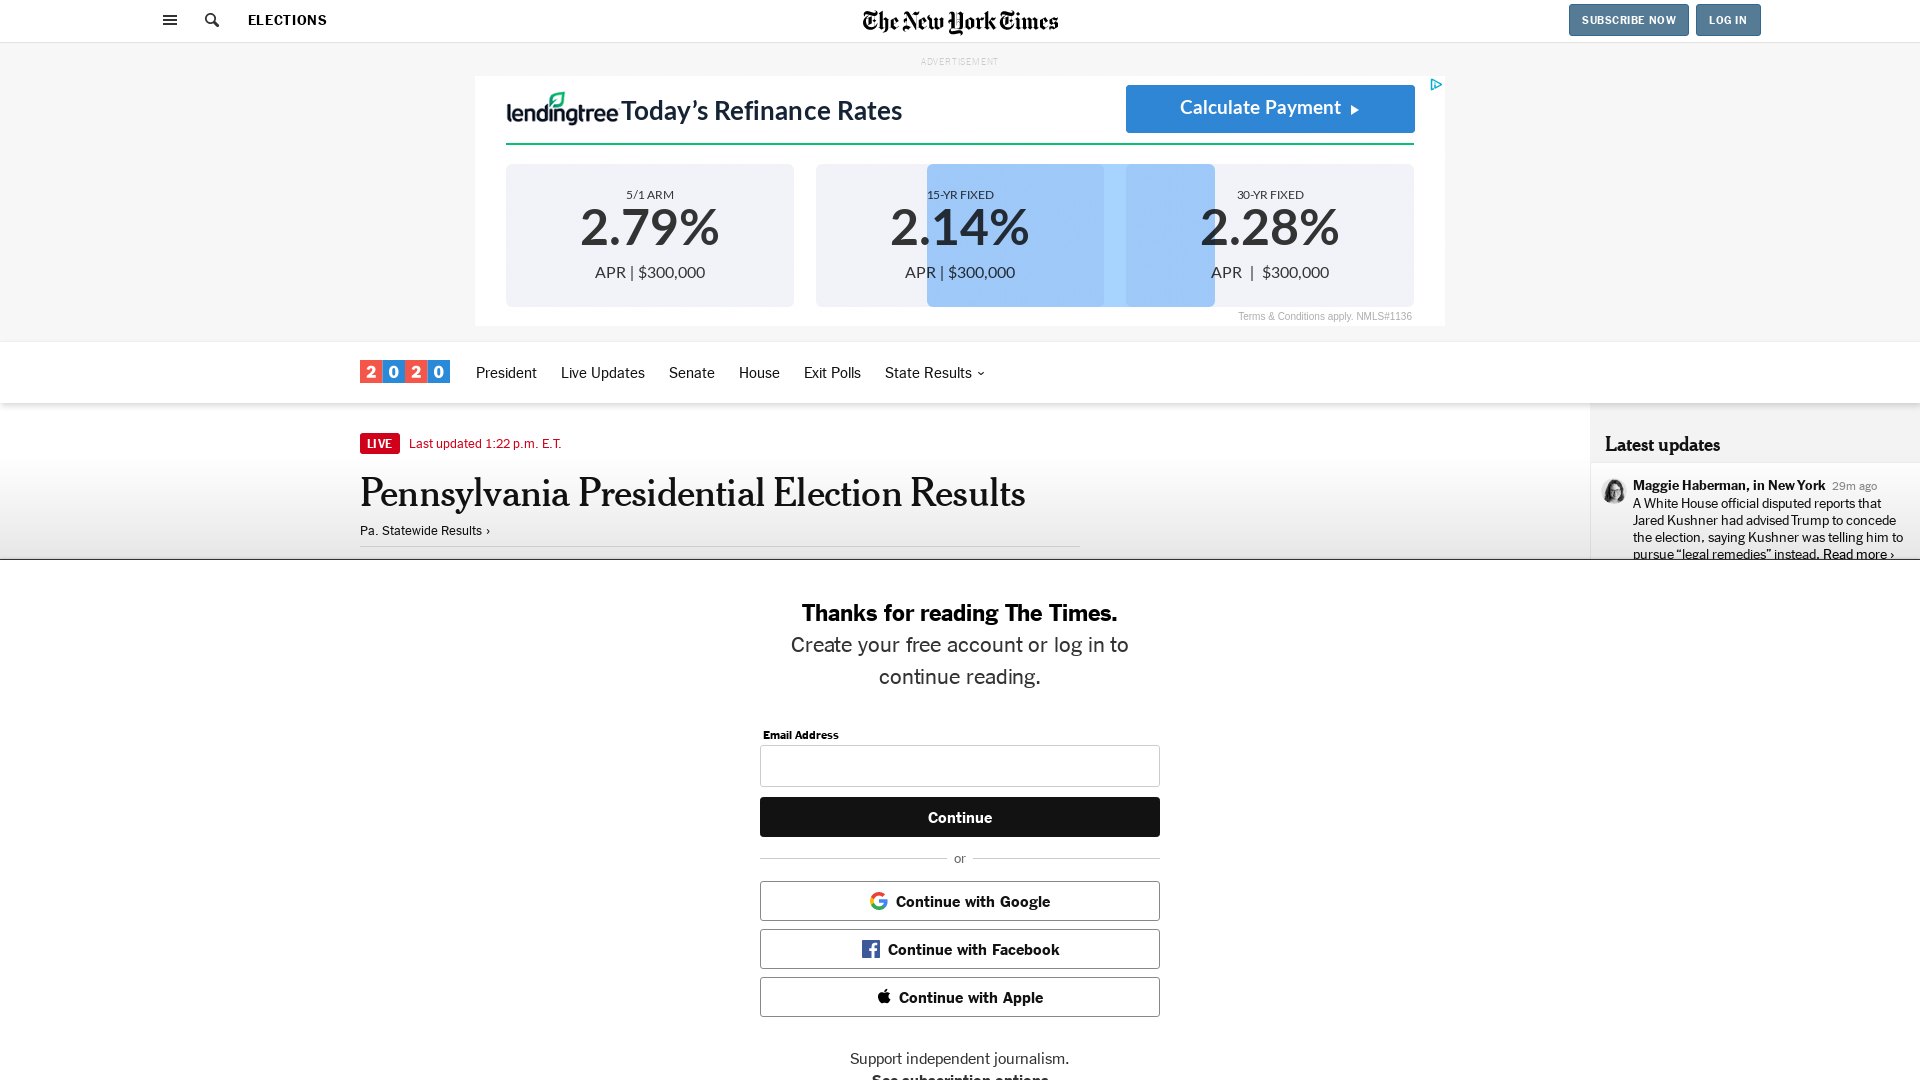 ELECTIONS
The New York Times
SUBSCRIBE NOW
LOG IN
ADVERTISEMENT
lendingtree Today's Refinance Rates
Calculate Payment
5/1 ARM
2.79%
APR | $300,000
15-YR FIXED
2.14%
APR | $300,000
30-YR FIXED
2.28%
APR | $300,000
Terms & Conditions apply. NMLS#1136
2020
President
Live Updates
Senate
House
Exit Polls
State Results
LIVE Last updated 1:22 p.m. E.T.
Pennsylvania Presidential Election Results
Pa. Statewide Results ›
Latest updates
Maggie Haberman, in New York 29m ago
A White House official disputed reports that
Jared Kushner had advised Trump to concede
the election, saying Kushner was telling him to
pursue “legal remedies” instead. Read more ›
Thanks for reading The Times.
Create your free account or log in to
continue reading.
Email Address
Continue
or
Continue with Google
Continue with Facebook
Continue with Apple
Support independent journalism.
See subscription options